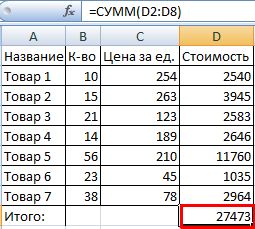 =СУММ(D2:D8)
A B C D
Название К-во Цена за ед. Стоимость
Товар 1 10 254 2540
Товар 2 15 263 3945
Товар 3 21 123 2583
Товар 4 14 189 2646
Товар 5 56 210 11760
Товар 6 23 45 1035
Товар 7 38 78 2964
Итого: 27473